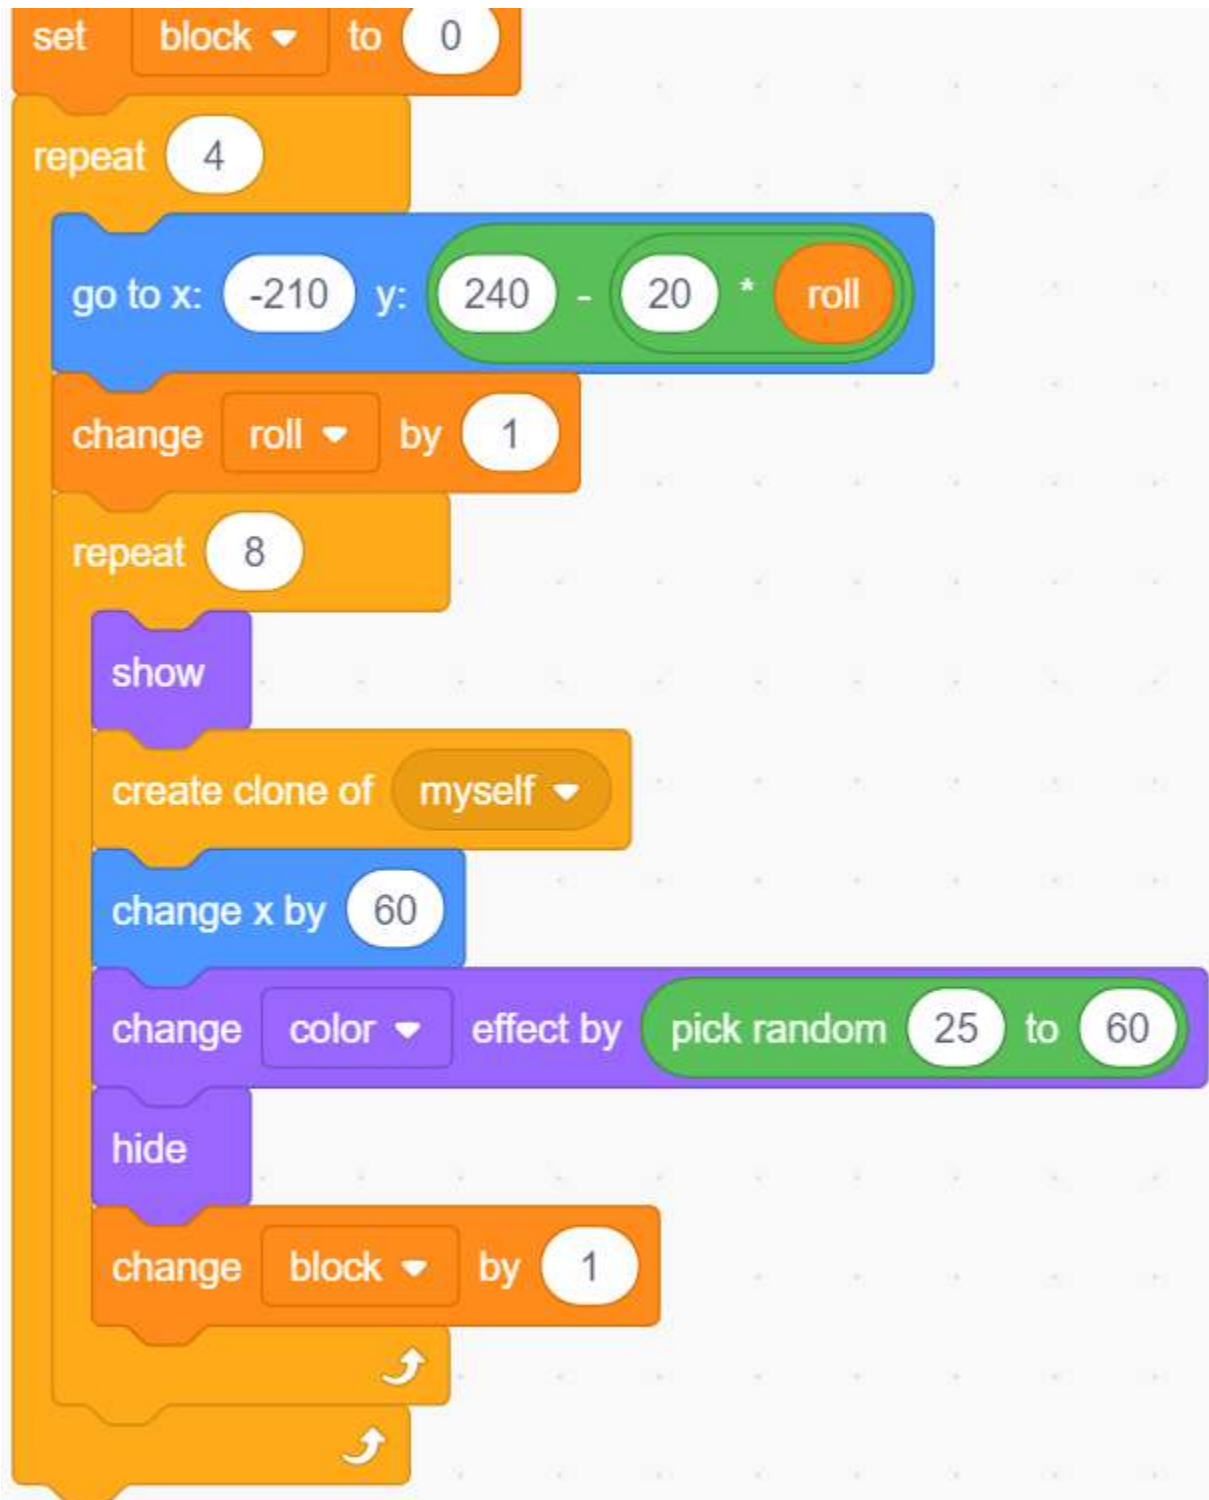 set block to 0
repeat 4
go to x: -210 y: 240 - 20 * roll
change roll by 1
repeat 8
show
create clone of myself
change x by 60
change color effect by pick random 25 to 60
hide
change block by 1